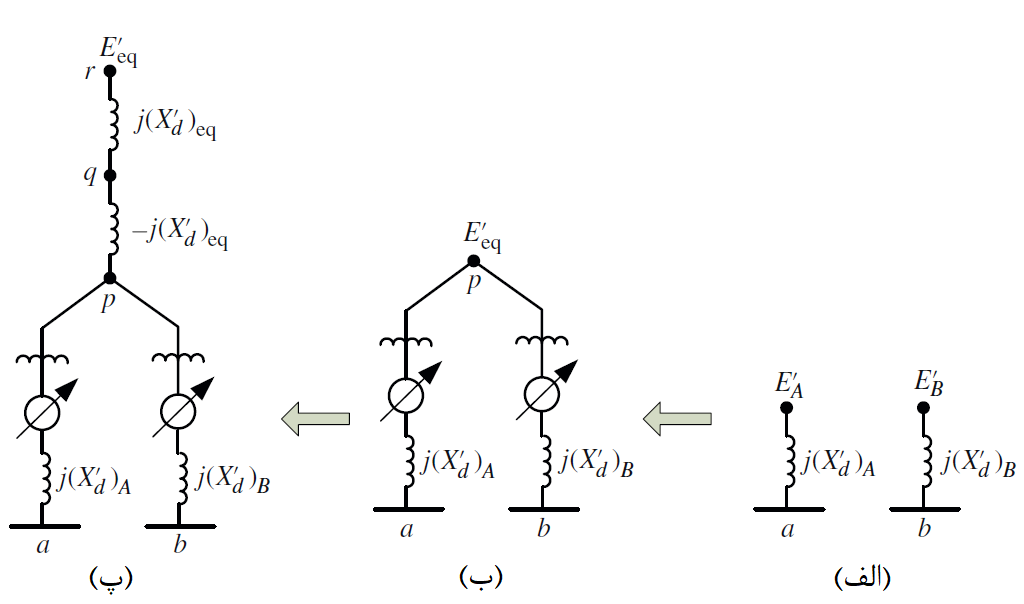 E′eq
r
j(X′d)eq
q
−j(X′d)eq
p
j(X′d)A
j(X′d)B
a
b
(پ)
E′eq
p
j(X′d)A
j(X′d)B
a
b
(ب)
E′A
E′B
j(X′d)A
j(X′d)B
a
b
(الف)